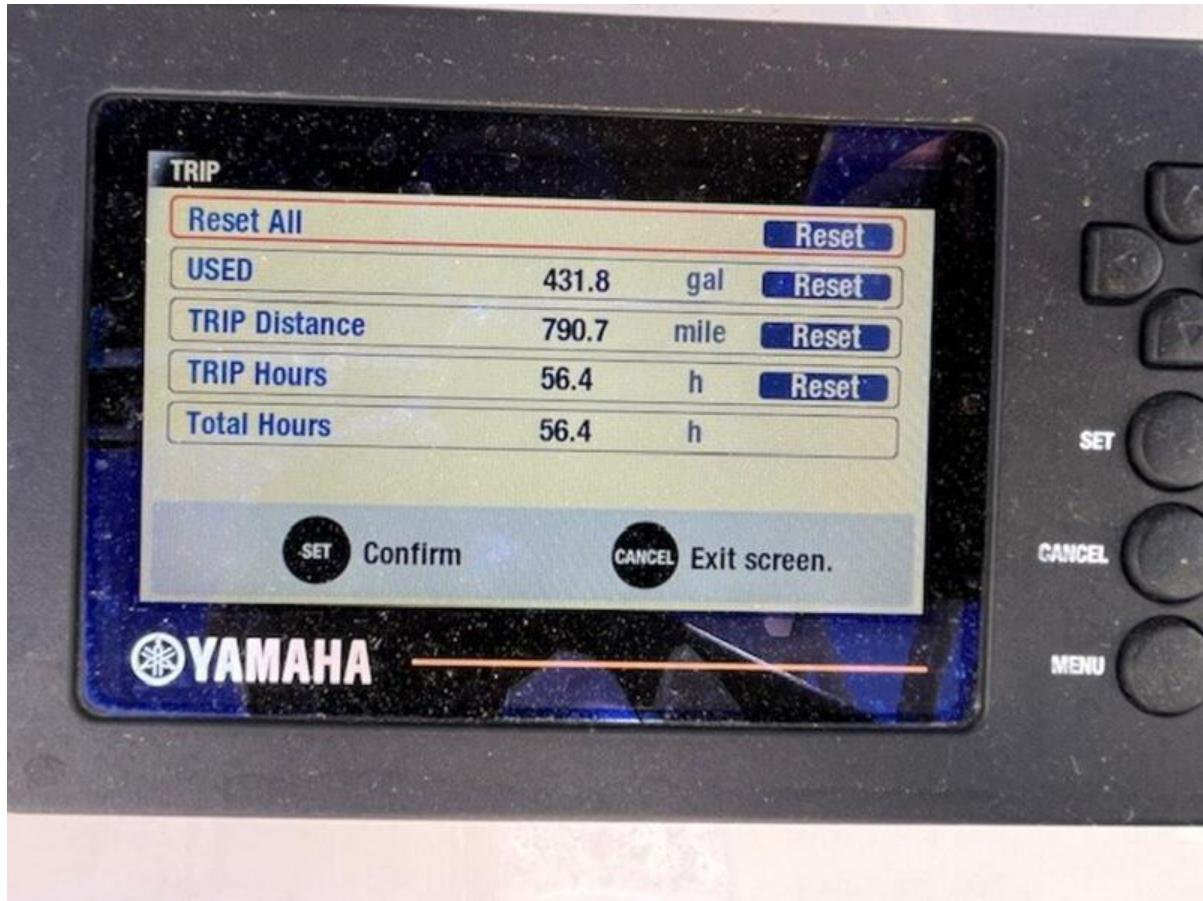 TRIP
Reset All Reset
USED 431.8 gal Reset
TRIP Distance 790.7 mile Reset
TRIP Hours 56.4 h Reset
Total Hours 56.4 h
SET
SET Confirm CANCEL Exit screen.
CANCEL
YAMAHA
MENU